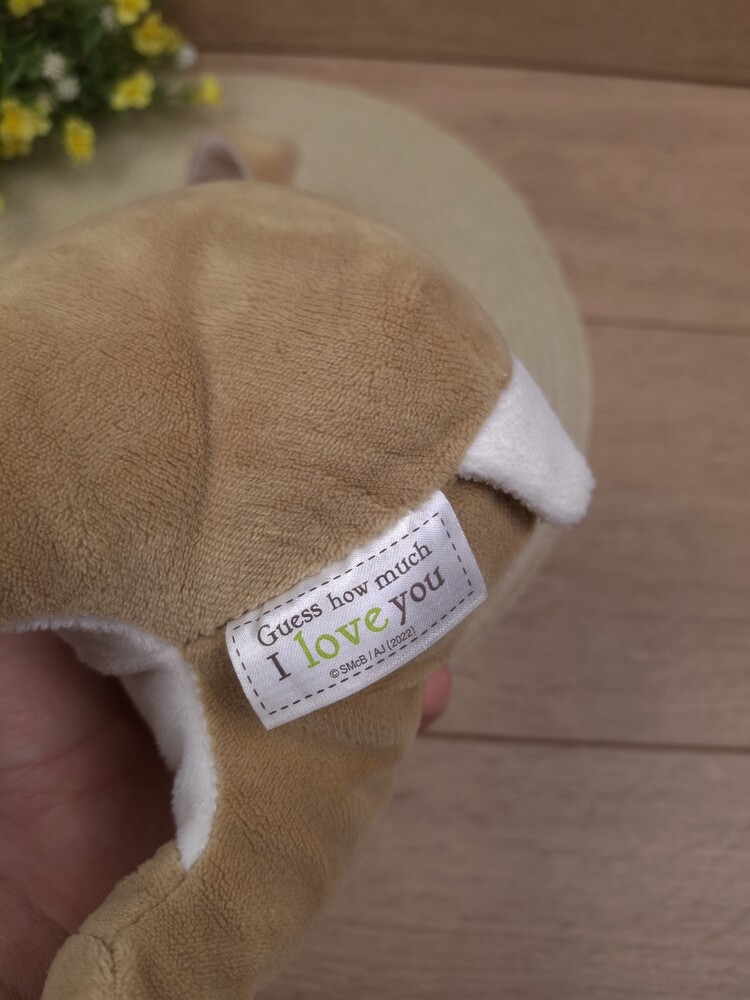 Guess how much
I love you
©SMcB / AJ (2022)